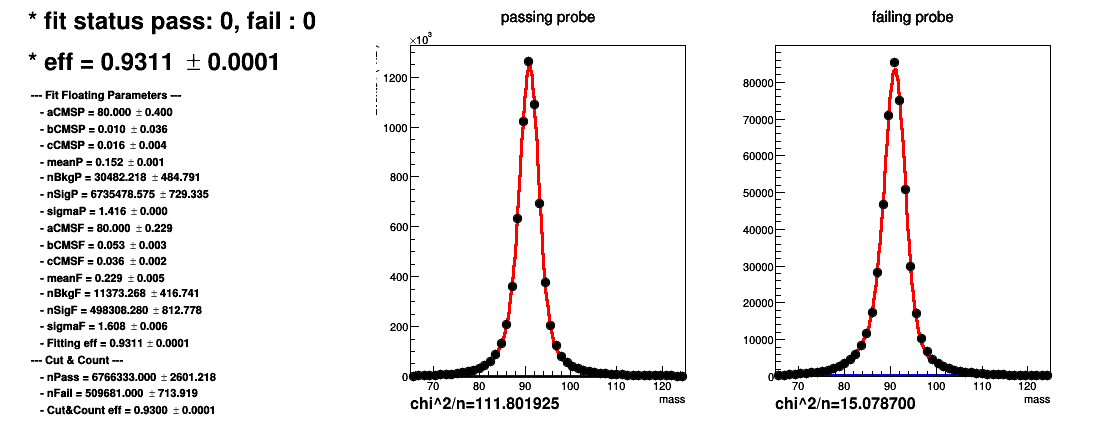 * fit status pass: 0, fail : 0
* eff = 0.9311 ± 0.0001
--- Fit Floating Parameters ---
- aCMSP = 80.000 ± 0.400
- bCMSP = 0.010 ± 0.036
- cCMSP = 0.016 ± 0.004
- meanP = 0.152 ± 0.001
- nBkgP = 30482.218 ± 484.791
- nSigP = 6735478.575 ± 729.335
- sigmaP = 1.416 ± 0.000
- aCMSF = 80.000 ± 0.229
- bCMSF = 0.053 ± 0.003
- cCMSF = 0.036 ± 0.002
- meanF = 0.229 ± 0.005
- nBkgF = 11373.268 ± 416.741
- nSigF = 498308.280 ± 812.778
- sigmaF = 1.608 ± 0.006
- Fitting eff = 0.9311 ± 0.0001
--- Cut & Count ---
- nPass = 6766333.000 ± 2601.218
- nFail = 509681.000 ± 713.919
- Cut&Count eff = 0.9300 ± 0.0001
passing probe
×10³
1200
1000
800
600
400
200
0
70 80 90 100 110 120
mass
chi^2/n=111.801925
failing probe
80000
70000
60000
50000
40000
30000
20000
10000
0
70 80 90 100 110 120
mass
chi^2/n=15.078700